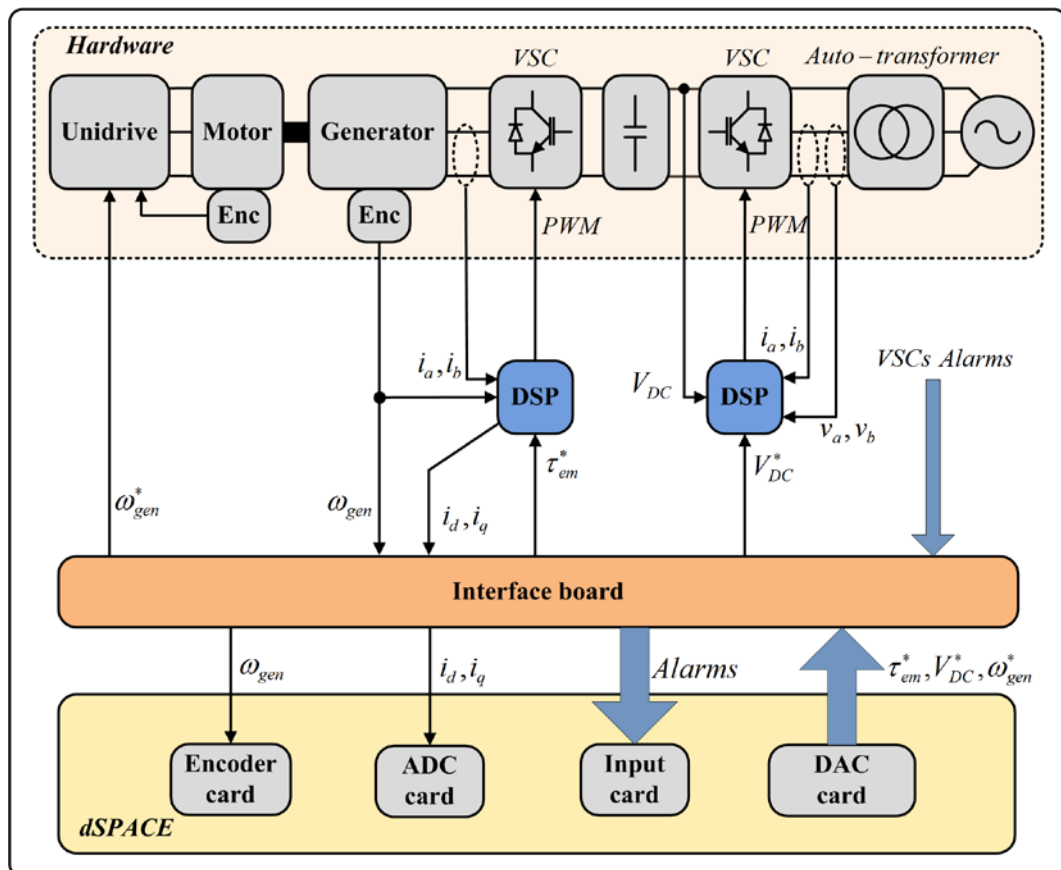 Hardware
VSC
VSC
Auto – transformer
Unidrive
Motor
Generator
Enc
Enc
PWM
PWM
i_a, i_b
i_a, i_b
VSCs Alarms
DSP
V_DC
DSP
v_a, v_b
τ*_em
V*_DC
ω*_gen
ω_gen
i_d, i_q
Interface board
ω_gen
i_d, i_q
Alarms
τ*_em, V*_DC, ω*_gen
Encoder
card
ADC
card
Input
card
DAC
card
dSPACE